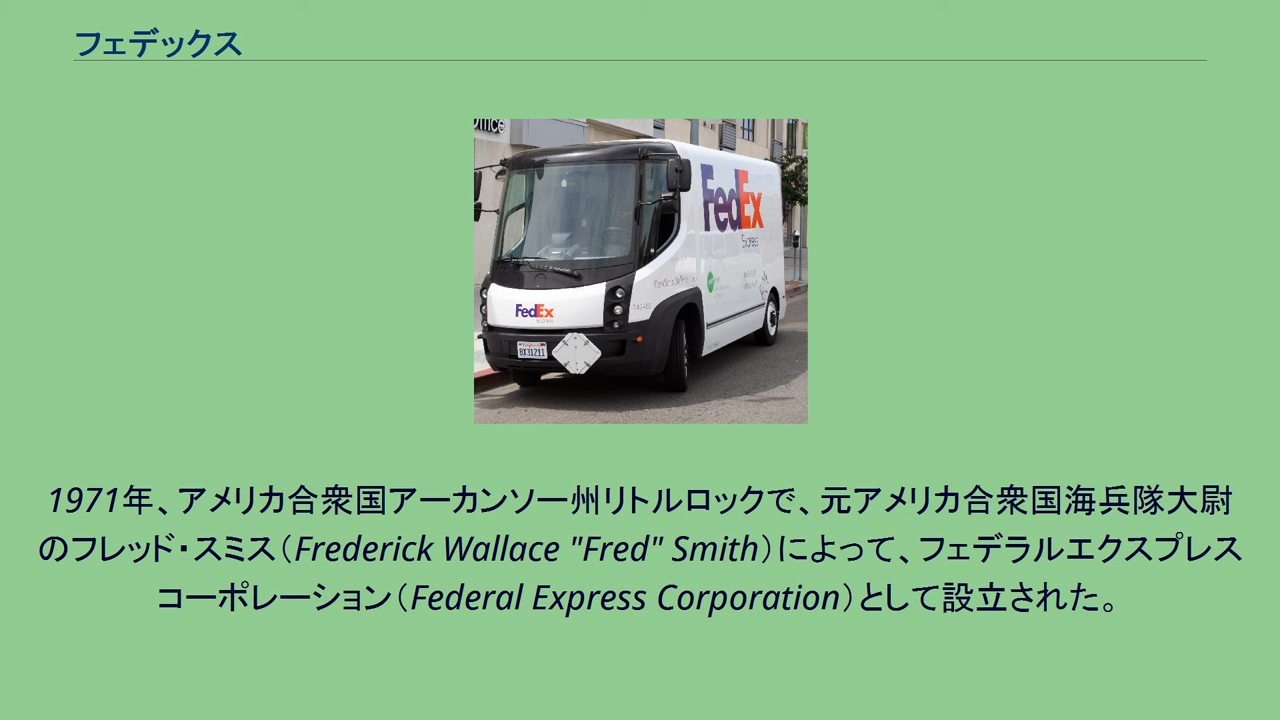 フェデックス
FedEx
Express
FedEx
Express
8X31211
1971年、アメリカ合衆国アーカンソー州リトルロックで、元アメリカ合衆国海兵隊大尉
のフレッド・スミス（Frederick Wallace "Fred" Smith）によって、フェデラルエクスプレス
コーポレーション（Federal Express Corporation）として設立された。